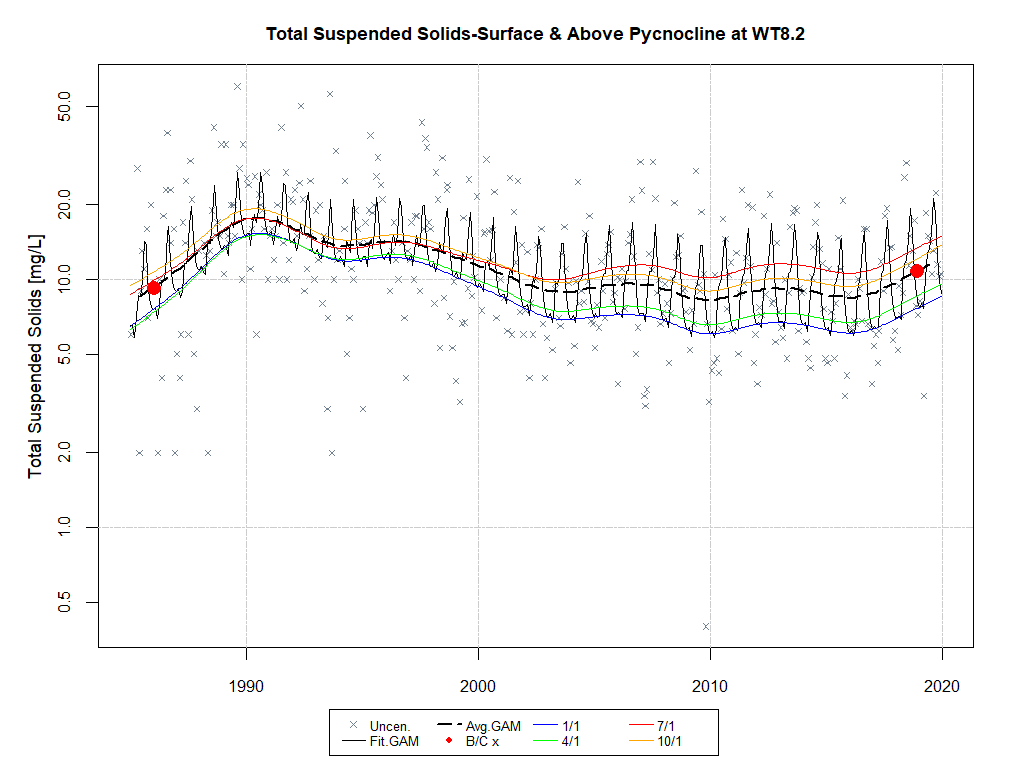 Total Suspended Solids-Surface & Above Pycnocline at WT8.2
Total Suspended Solids [mg/L]
50.0
20.0
10.0
5.0
2.0
1.0
0.5
1990 2000 2010 2020
Uncen. Avg.GAM 1/1 7/1
Fit.GAM B/C x 4/1 10/1